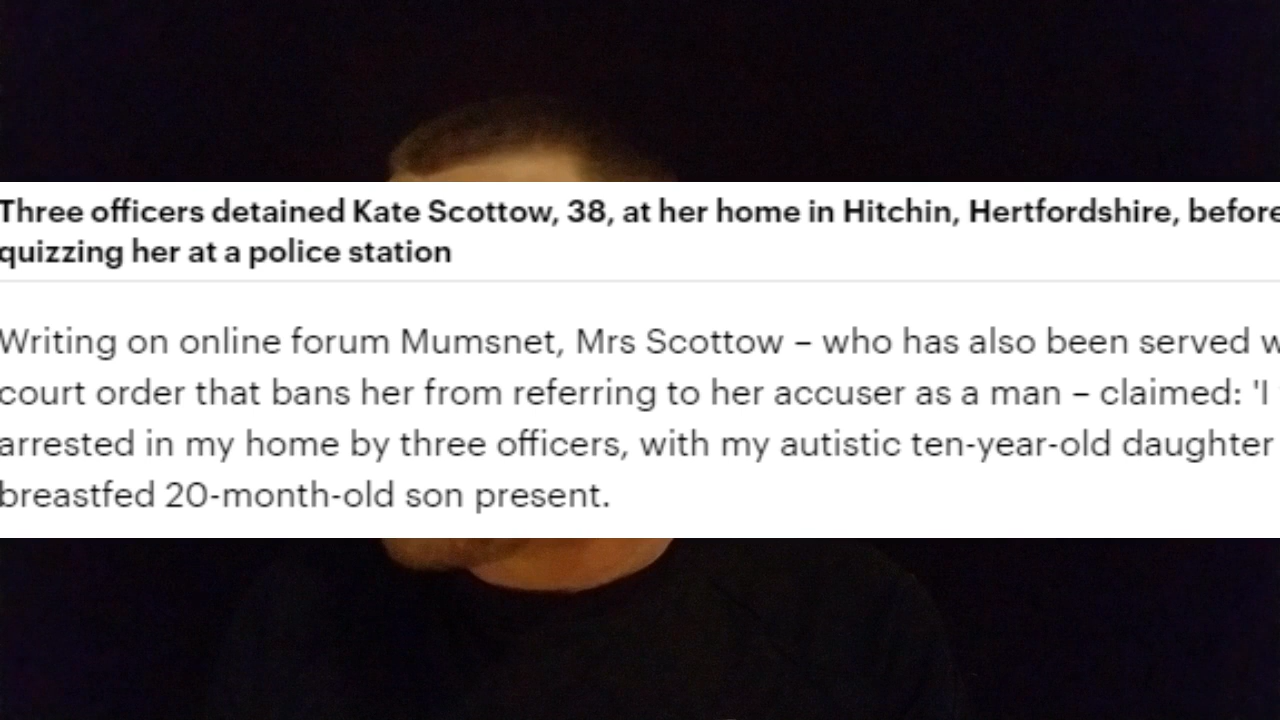 Three officers detained Kate Scottow, 38, at her home in Hitchin, Hertfordshire, before
quizzing her at a police station
Writing on online forum Mumsnet, Mrs Scottow – who has also been served w
court order that bans her from referring to her accuser as a man – claimed: 'I
arrested in my home by three officers, with my autistic ten-year-old daughter
breastfed 20-month-old son present.